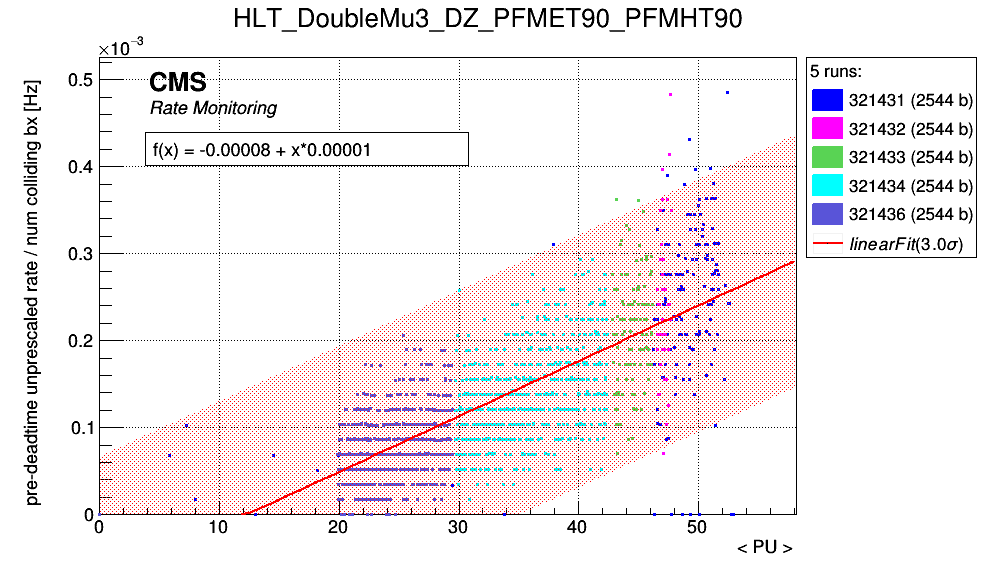 HLT_DoubleMu3_DZ_PFMET90_PFMHT90
×10⁻³
CMS
Rate Monitoring
f(x) = -0.00008 + x*0.00001
pre-deadtime unprescaled rate / num colliding bx [Hz]
0.5
0.4
0.3
0.2
0.1
0
0 10 20 30 40 50
< PU >
5 runs:
321431 (2544 b)
321432 (2544 b)
321433 (2544 b)
321434 (2544 b)
321436 (2544 b)
linearFit(3.0σ)